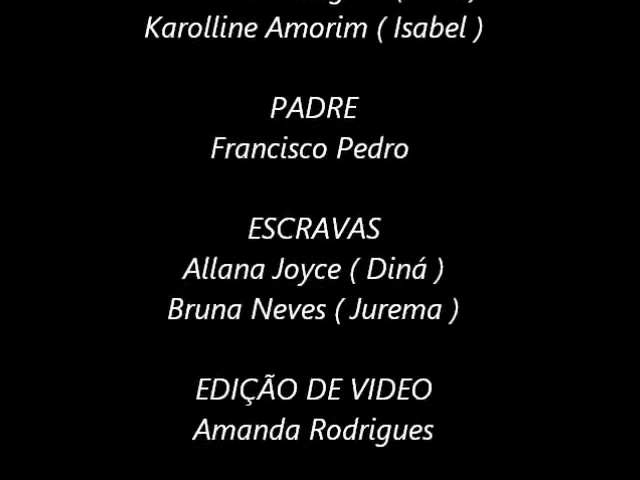 Karolline Amorim ( Isabel )
PADRE
Francisco Pedro
ESCRAVAS
Allana Joyce ( Diná )
Bruna Neves ( Jurema )
EDIÇÃO DE VIDEO
Amanda Rodrigues